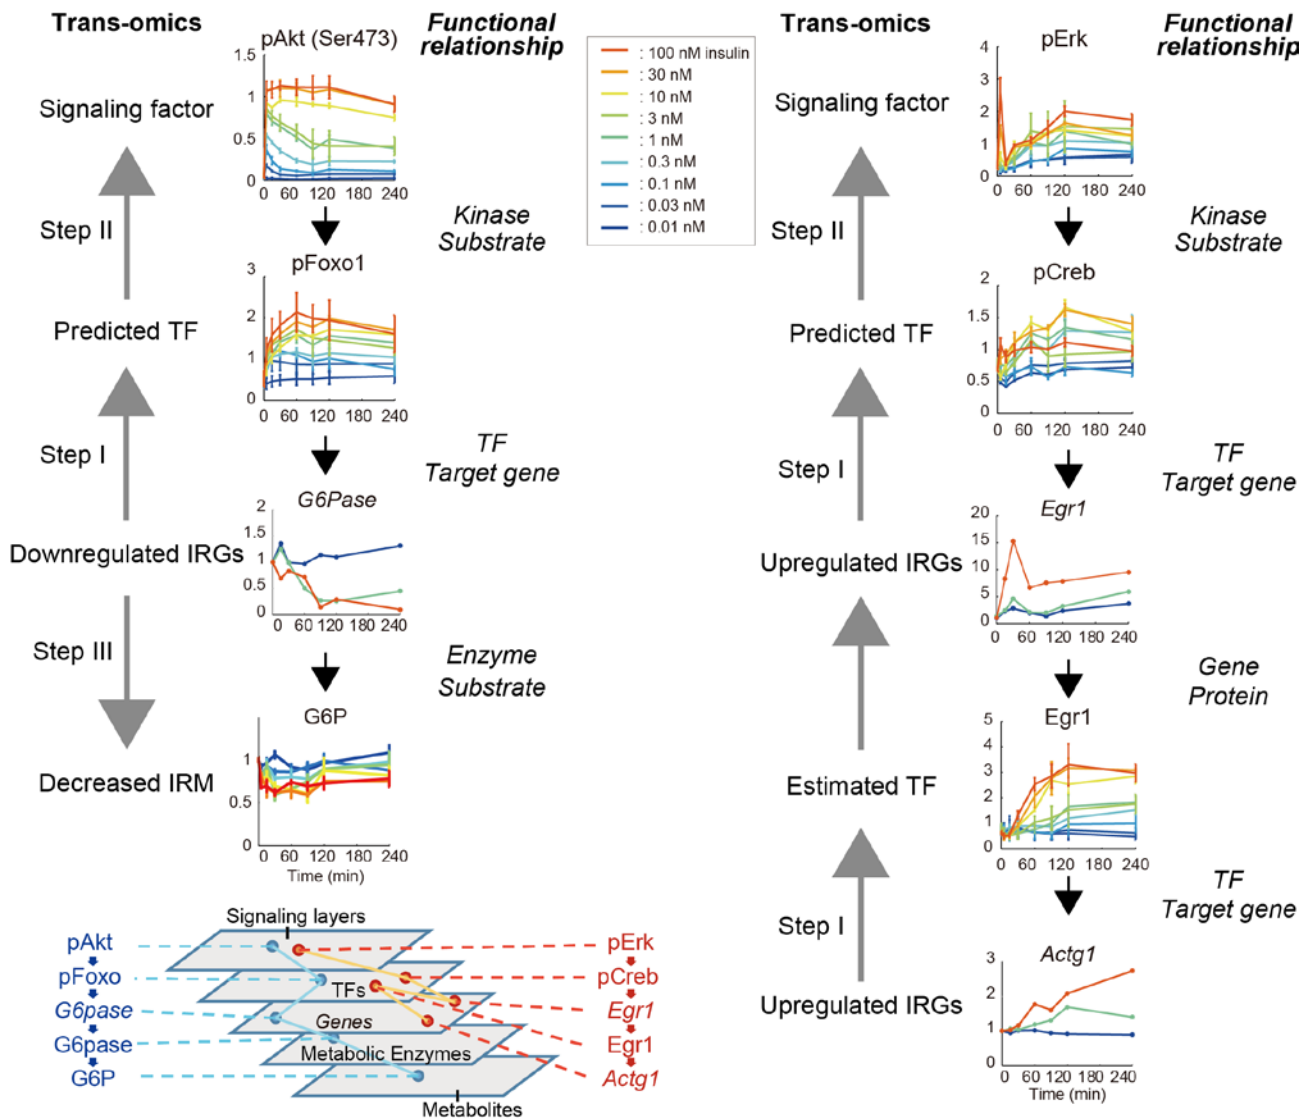 Trans-omics
Functional
relationship
pAkt (Ser473)
1.5
1
0.5
0
0 60 120 180 240
Signaling factor
Step II
Kinase
Substrate
pFoxo1
3
2
1
0
0 60 120 180 240
Predicted TF
Step I
TF
Target gene
G6Pase
2
1.5
1
0.5
0
0 60 120 180 240
Downregulated IRGs
Step III
Enzyme
Substrate
G6P
1
0.5
0
0 60 120 180 240
Time (min)
Decreased IRM
: 100 nM insulin
: 30 nM
: 10 nM
: 3 nM
: 1 nM
: 0.3 nM
: 0.1 nM
: 0.03 nM
: 0.01 nM
Trans-omics
Functional
relationship
pErk
4
3
2
1
0
0 60 120 180 240
Signaling factor
Step II
Kinase
Substrate
pCreb
2
1.5
1
0.5
0
0 60 120 180 240
Predicted TF
Step I
TF
Target gene
Egr1
20
15
10
5
0
0 60 120 180 240
Upregulated IRGs
Gene
Protein
Egr1
5
4
3
2
1
0
0 60 120 180 240
Estimated TF
Step I
TF
Target gene
Actg1
3
2
1
0
0 60 120 180 240
Upregulated IRGs
Signaling layers
TFs
Genes
Metabolic Enzymes
Metabolites
pAkt
pFoxo
G6pase
G6pase
G6P
pErk
pCreb
Egr1
Egr1
Actg1